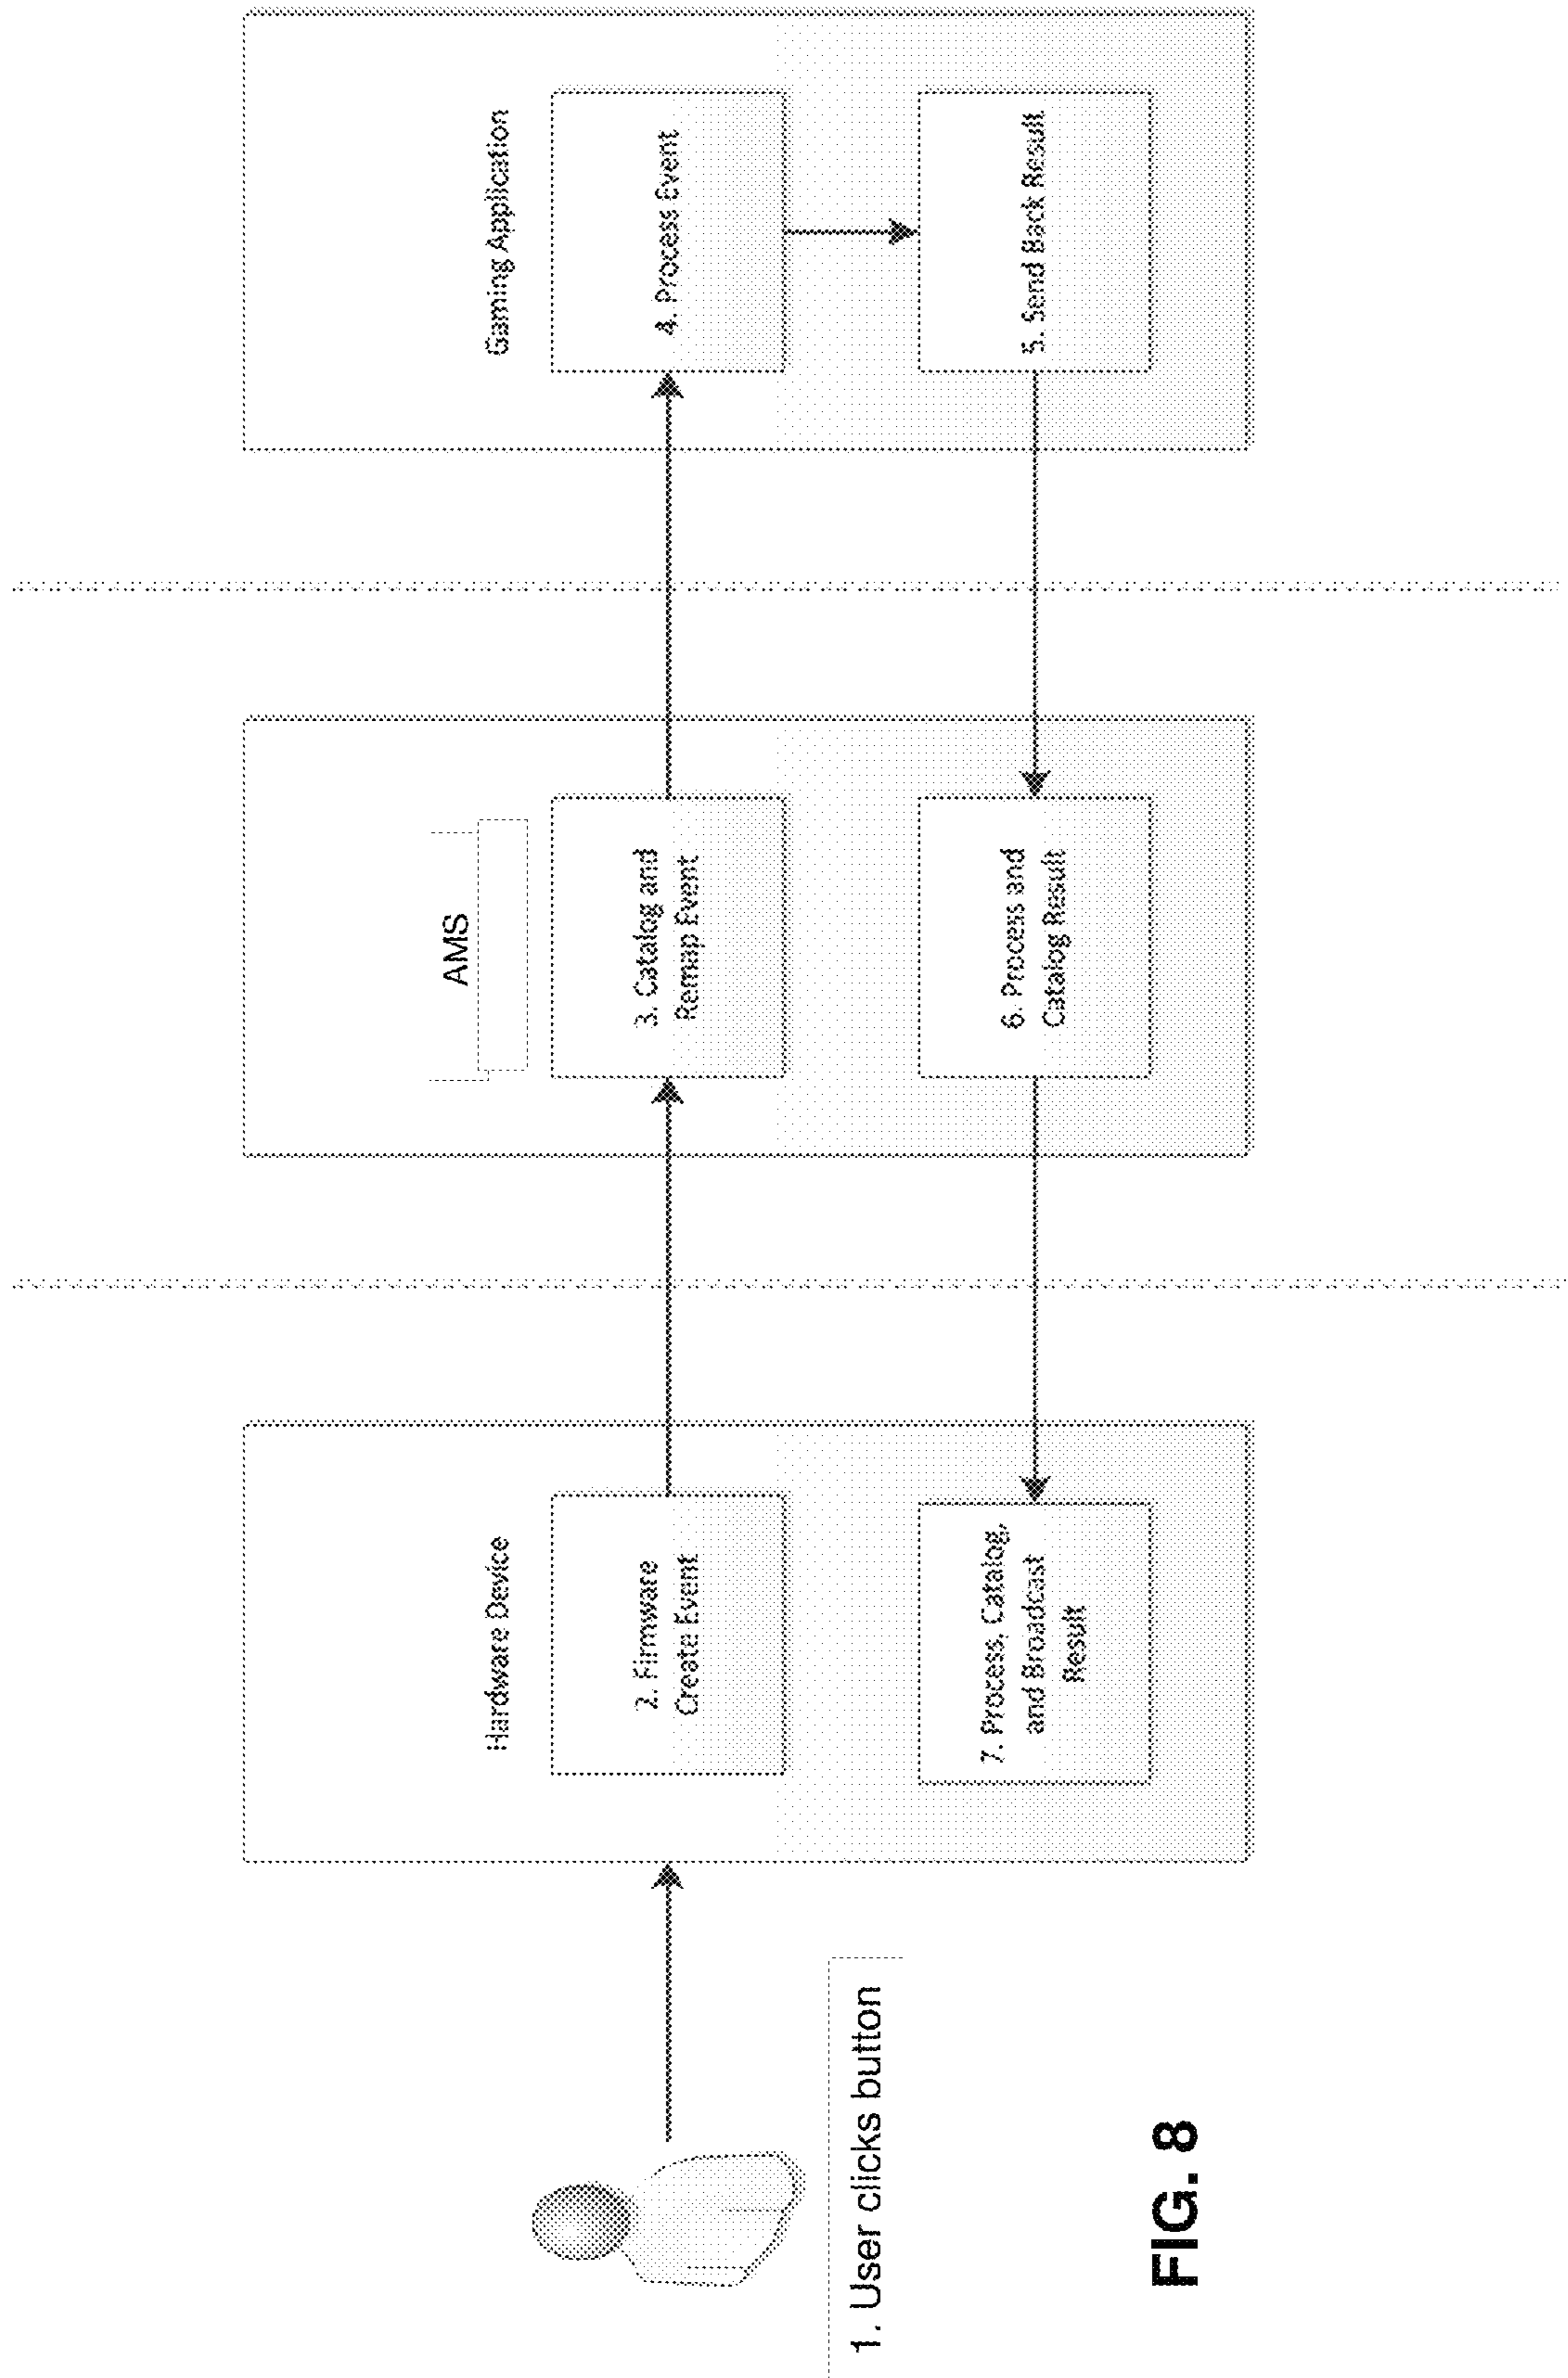 1. User clicks button
Hardware Device
2. Firmware
Create Event
AMS
3. Catalog and
Remap Event
Gaming Application
4. Process Event
5. Send Back Result
6. Process and
Catalog Result
7. Process, Catalog,
and Broadcast
Result
FIG. 8